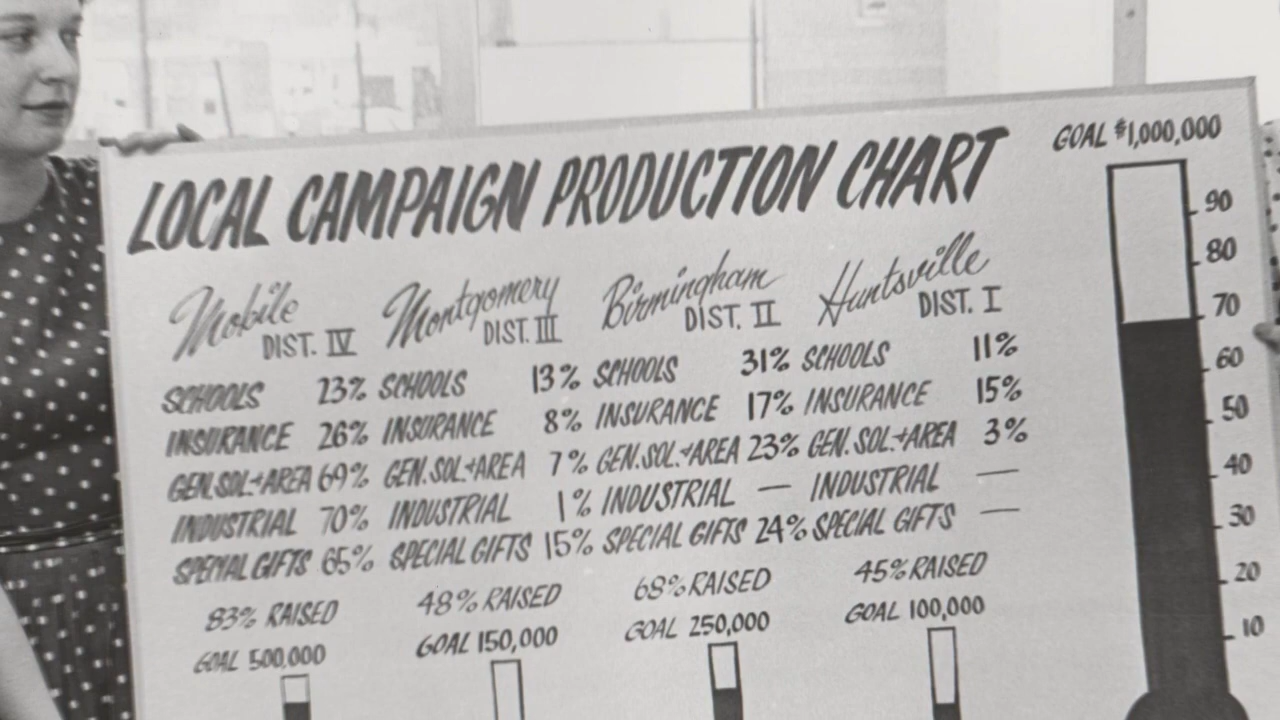 LOCAL CAMPAIGN PRODUCTION CHART
GOAL $1,000,000
Mobile Montgomery Birmingham Huntsville
DIST. IV DIST. III DIST. II DIST. I
SCHOOLS 23% SCHOOLS 13% SCHOOLS 31% SCHOOLS 11%
INSURANCE 26% INSURANCE 8% INSURANCE 17% INSURANCE 15%
GEN.SOL.+AREA 69% GEN.SOL.+AREA 7% GEN.SOL.+AREA 23% GEN.SOL.+AREA 3%
INDUSTRIAL 70% INDUSTRIAL 1% INDUSTRIAL — INDUSTRIAL —
SPECIAL GIFTS 65% SPECIAL GIFTS 15% SPECIAL GIFTS 24% SPECIAL GIFTS —
83% RAISED 48% RAISED 68% RAISED 45% RAISED
GOAL 500,000 GOAL 150,000 GOAL 250,000 GOAL 100,000
90
80
70
60
50
40
30
20
10